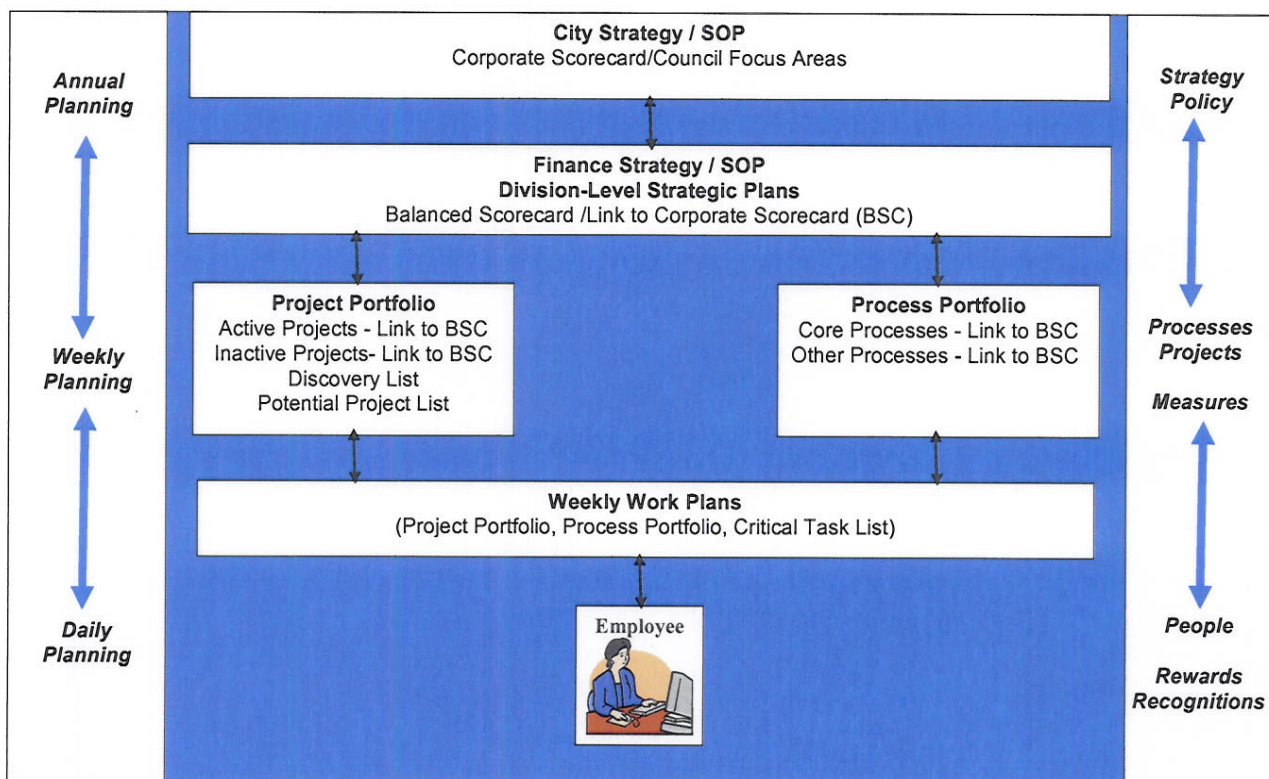 City Strategy / SOP
Corporate Scorecard/Council Focus Areas
Annual
Planning
Strategy
Policy
Finance Strategy / SOP
Division-Level Strategic Plans
Balanced Scorecard /Link to Corporate Scorecard (BSC)
Project Portfolio
Active Projects - Link to BSC
Inactive Projects- Link to BSC
Discovery List
Potential Project List
Process Portfolio
Core Processes - Link to BSC
Other Processes - Link to BSC
Weekly
Planning
Processes
Projects
Measures
Weekly Work Plans
(Project Portfolio, Process Portfolio, Critical Task List)
Employee
Daily
Planning
People
Rewards
Recognitions